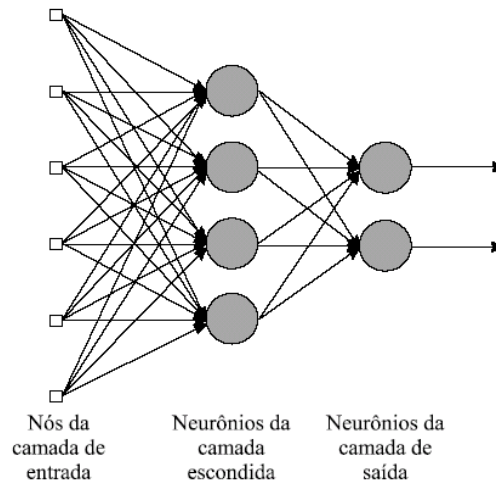 Nós da
camada de
entrada
Neurônios da
camada
escondida
Neurônios da
camada de
saída